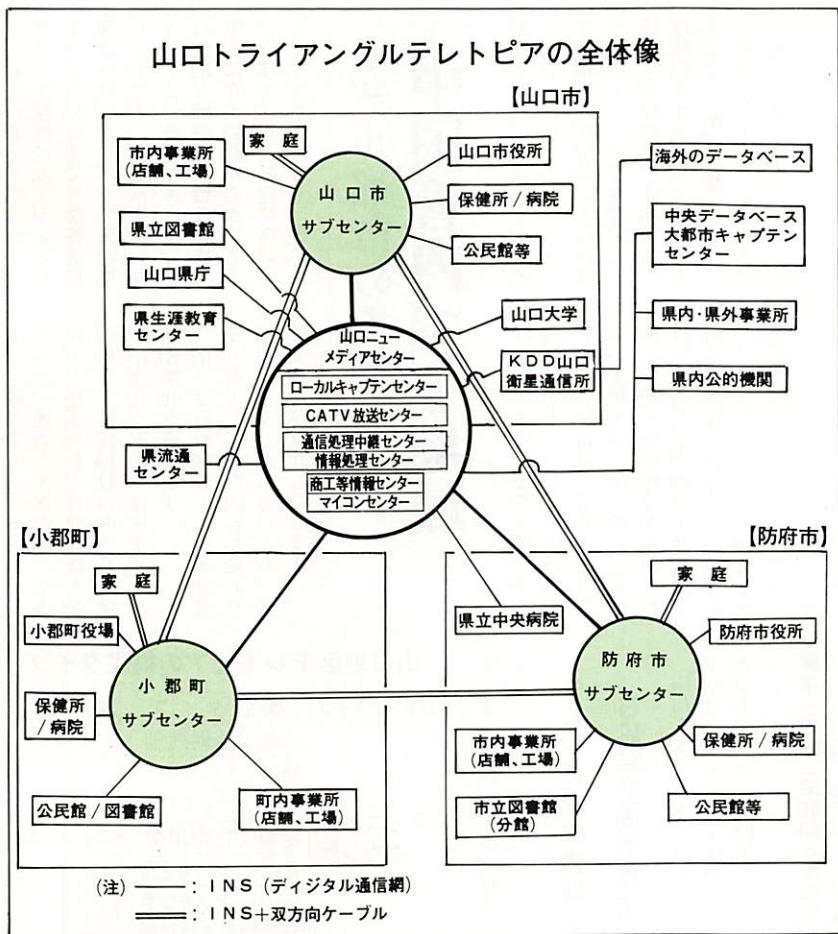 山口トライアングルテレトピアの全体像
【山口市】
家　庭
市内事業所
(店舗、工場)
山口市役所
海外のデータベース
山　口　市
サブセンター
保健所 / 病院
中央データベース
大都市キャプテン
センター
県立図書館
公民館等
山口県庁
山口大学
県内・県外事業所
県生涯教育
センター
山口ニュー
メディアセンター
KDD山口
衛星通信所
県内公的機関
ローカルキャプテンセンター
CATV放送センター
通信処理中継センター
情報処理センター
県流通
センター
商工等情報センター
マイコンセンター
【小郡町】
【防府市】
家　庭
家　庭
県立中央病院
小郡町役場
防府市役所
小　郡　町
サブセンター
防　府　市
サブセンター
保健所
/ 病院
市内事業所
(店舗、工場)
保健所 / 病院
公民館 / 図書館
町内事業所
(店舗、工場)
市立図書館
(分館)
公民館等
(注) ――― : INS (ディジタル通信網)
═══ : INS+双方向ケーブル